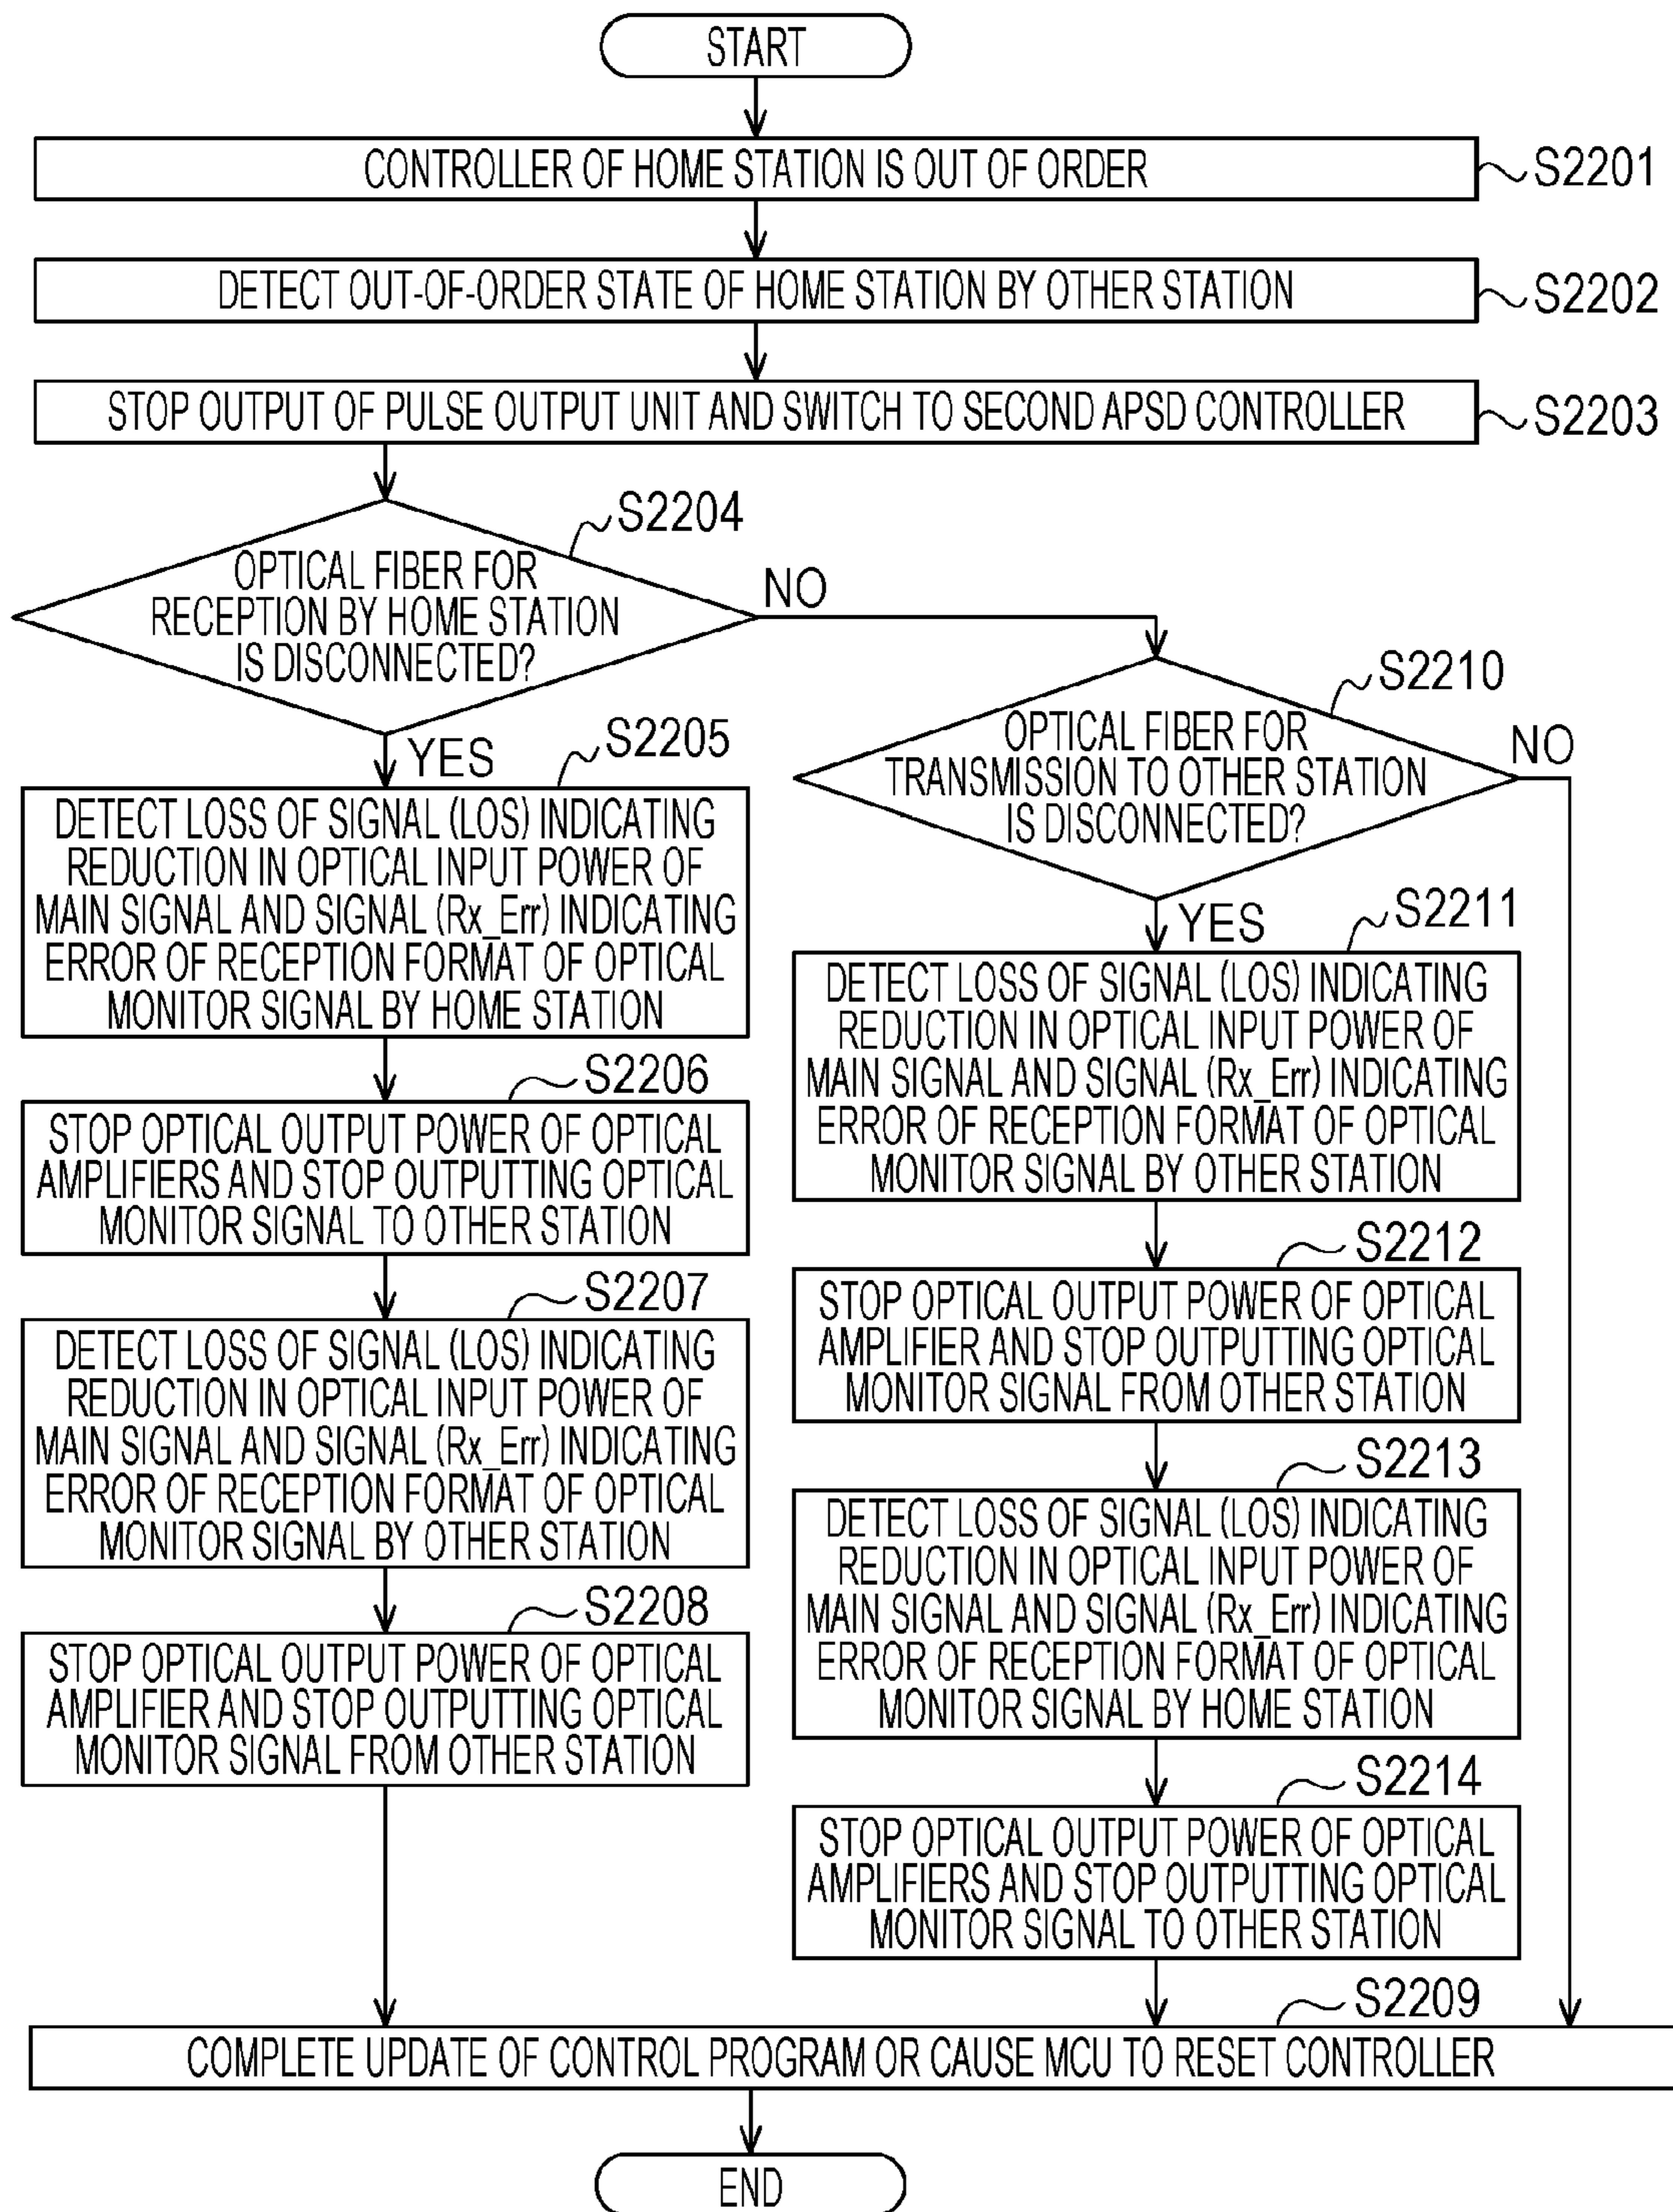 START
CONTROLLER OF HOME STATION IS OUT OF ORDER
S2201
DETECT OUT-OF-ORDER STATE OF HOME STATION BY OTHER STATION
S2202
STOP OUTPUT OF PULSE OUTPUT UNIT AND SWITCH TO SECOND APSD CONTROLLER
S2203
S2204
OPTICAL FIBER FOR
RECEPTION BY HOME STATION
IS DISCONNECTED?
NO
YES
S2205
DETECT LOSS OF SIGNAL (LOS) INDICATING
REDUCTION IN OPTICAL INPUT POWER OF
MAIN SIGNAL AND SIGNAL (Rx_Err) INDICATING
ERROR OF RECEPTION FORMAT OF OPTICAL
MONITOR SIGNAL BY HOME STATION
S2206
STOP OPTICAL OUTPUT POWER OF OPTICAL
AMPLIFIERS AND STOP OUTPUTTING OPTICAL
MONITOR SIGNAL TO OTHER STATION
S2207
DETECT LOSS OF SIGNAL (LOS) INDICATING
REDUCTION IN OPTICAL INPUT POWER OF
MAIN SIGNAL AND SIGNAL (Rx_Err) INDICATING
ERROR OF RECEPTION FORMAT OF OPTICAL
MONITOR SIGNAL BY OTHER STATION
S2208
STOP OPTICAL OUTPUT POWER OF OPTICAL
AMPLIFIER AND STOP OUTPUTTING OPTICAL
MONITOR SIGNAL FROM OTHER STATION
S2210
OPTICAL FIBER FOR
TRANSMISSION TO OTHER STATION
IS DISCONNECTED?
NO
YES
S2211
DETECT LOSS OF SIGNAL (LOS) INDICATING
REDUCTION IN OPTICAL INPUT POWER OF
MAIN SIGNAL AND SIGNAL (Rx_Err) INDICATING
ERROR OF RECEPTION FORMAT OF OPTICAL
MONITOR SIGNAL BY OTHER STATION
S2212
STOP OPTICAL OUTPUT POWER OF OPTICAL
AMPLIFIER AND STOP OUTPUTTING OPTICAL
MONITOR SIGNAL FROM OTHER STATION
S2213
DETECT LOSS OF SIGNAL (LOS) INDICATING
REDUCTION IN OPTICAL INPUT POWER OF
MAIN SIGNAL AND SIGNAL (Rx_Err) INDICATING
ERROR OF RECEPTION FORMAT OF OPTICAL
MONITOR SIGNAL BY HOME STATION
S2214
STOP OPTICAL OUTPUT POWER OF OPTICAL
AMPLIFIERS AND STOP OUTPUTTING OPTICAL
MONITOR SIGNAL TO OTHER STATION
S2209
COMPLETE UPDATE OF CONTROL PROGRAM OR CAUSE MCU TO RESET CONTROLLER
END